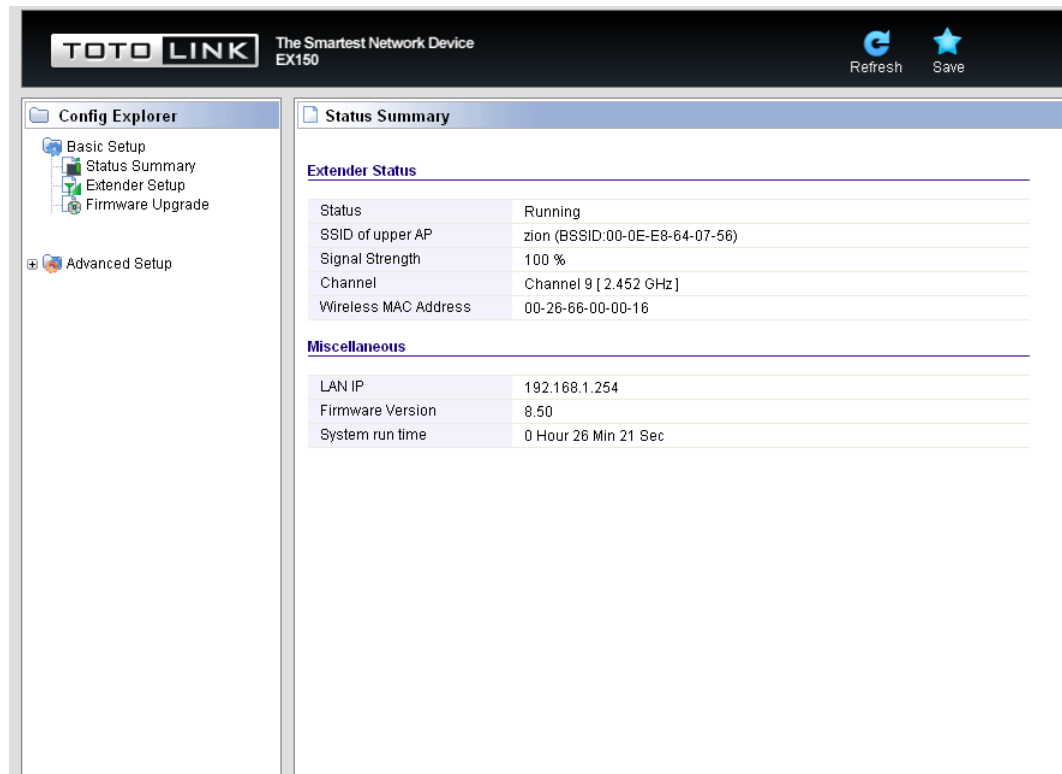 TOTO LINK The Smartest Network Device
EX150
Refresh Save
Config Explorer
Basic Setup
Status Summary
Extender Setup
Firmware Upgrade
Advanced Setup
Status Summary
Extender Status
Status Running
SSID of upper AP zion (BSSID:00-0E-E8-64-07-56)
Signal Strength 100 %
Channel Channel 9 [ 2.452 GHz ]
Wireless MAC Address 00-26-66-00-00-16
Miscellaneous
LAN IP 192.168.1.254
Firmware Version 8.50
System run time 0 Hour 26 Min 21 Sec